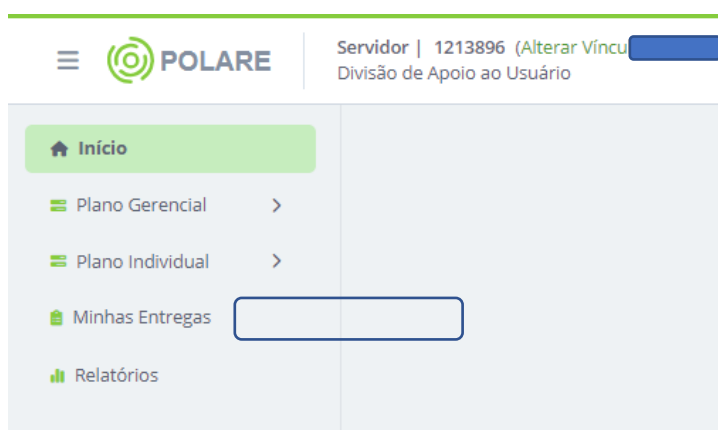 POLARE
Servidor | 1213896 (Alterar Víncu
Divisão de Apoio ao Usuário
Início
Plano Gerencial
Plano Individual
Minhas Entregas
Relatórios